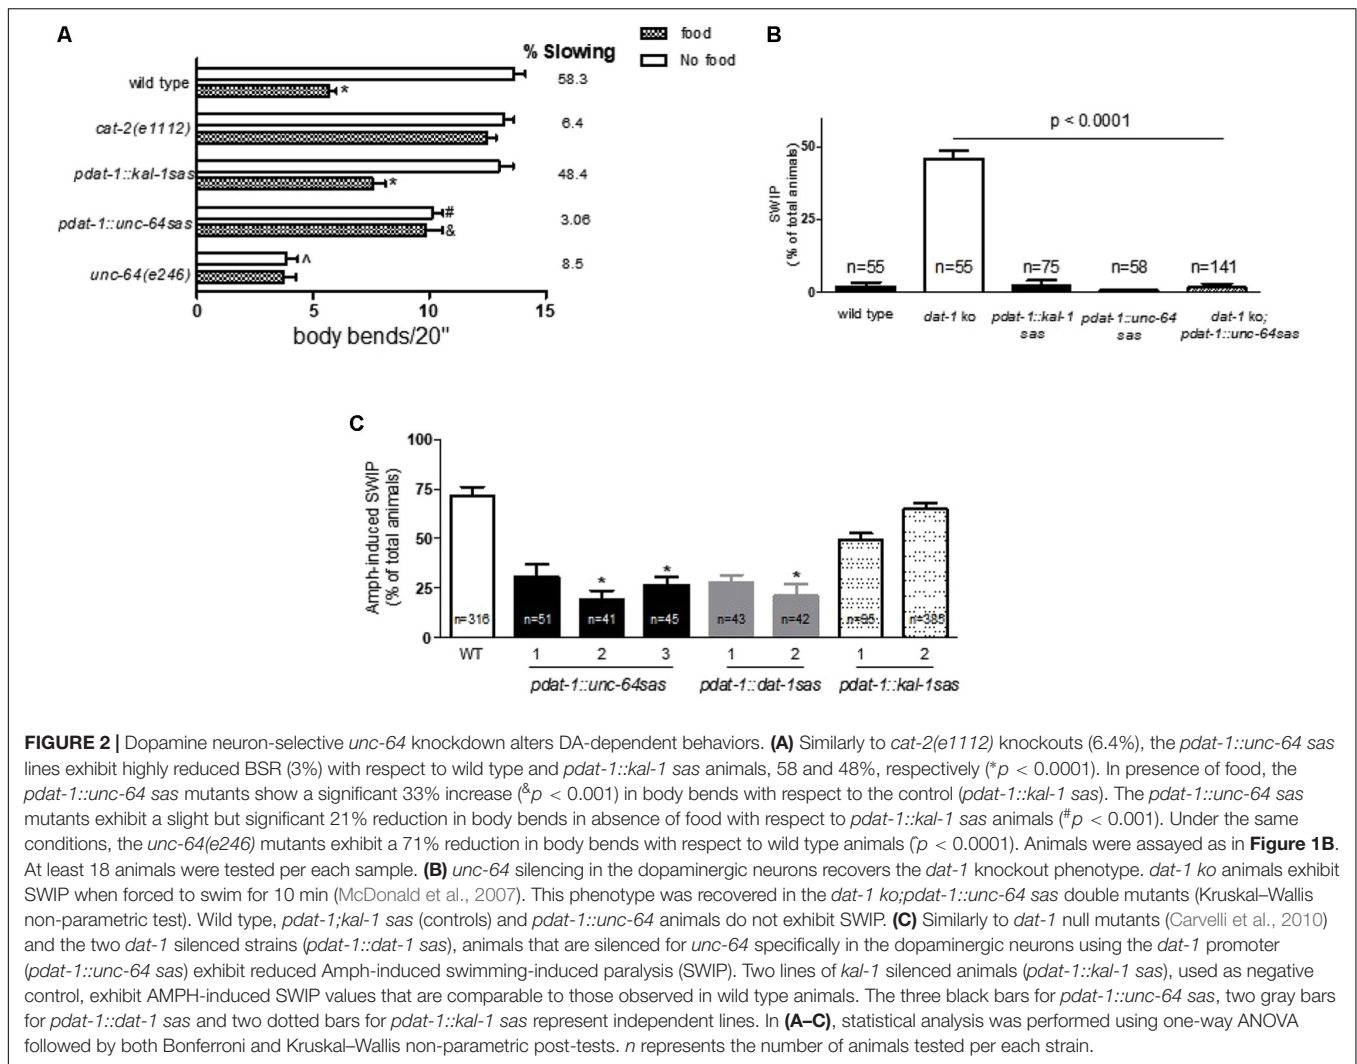 A
food
No food
% Slowing
wild type
*
58.3
cat-2(e1112)
6.4
pdat-1::kal-1sas
*
48.4
pdat-1::unc-64sas
#
&
3.06
unc-64(e246)
^
8.5
0 5 10 15
body bends/20"
B
SWIP
(% of total animals)
50
25
0
p < 0.0001
n=55 n=55 n=75 n=58 n=141
wild type dat-1 ko pdat-1::kal-1 pdat-1::unc-64 dat-1 ko;
sas sas pdat-1::unc-64sas
C
Amph-induced SWIP
(% of total animals)
100
75
50
25
0
* * *
n=316 n=51 n=41 n=45 n=43 n=42 n=95 n=385
WT 1 2 3 1 2 1 2
pdat-1::unc-64sas pdat-1::dat-1sas pdat-1::kal-1sas
FIGURE 2 | Dopamine neuron-selective unc-64 knockdown alters DA-dependent behaviors. (A) Similarly to cat-2(e1112) knockouts (6.4%), the pdat-1::unc-64 sas
lines exhibit highly reduced BSR (3%) with respect to wild type and pdat-1::kal-1 sas animals, 58 and 48%, respectively (*p < 0.0001). In presence of food, the
pdat-1::unc-64 sas mutants show a significant 33% increase (&p < 0.001) in body bends with respect to the control (pdat-1::kal-1 sas). The pdat-1::unc-64 sas
mutants exhibit a slight but significant 21% reduction in body bends in absence of food with respect to pdat-1::kal-1 sas animals (#p < 0.001). Under the same
conditions, the unc-64(e246) mutants exhibit a 71% reduction in body bends with respect to wild type animals (^p < 0.0001). Animals were assayed as in Figure 1B.
At least 18 animals were tested per each sample. (B) unc-64 silencing in the dopaminergic neurons recovers the dat-1 knockout phenotype. dat-1 ko animals exhibit
SWIP when forced to swim for 10 min (McDonald et al., 2007). This phenotype was recovered in the dat-1 ko;pdat-1::unc-64 sas double mutants (Kruskal–Wallis
non-parametric test). Wild type, pdat-1;kal-1 sas (controls) and pdat-1::unc-64 animals do not exhibit SWIP. (C) Similarly to dat-1 null mutants (Carvelli et al., 2010)
and the two dat-1 silenced strains (pdat-1::dat-1 sas), animals that are silenced for unc-64 specifically in the dopaminergic neurons using the dat-1 promoter
(pdat-1::unc-64 sas) exhibit reduced Amph-induced swimming-induced paralysis (SWIP). Two lines of kal-1 silenced animals (pdat-1::kal-1 sas), used as negative
control, exhibit AMPH-induced SWIP values that are comparable to those observed in wild type animals. The three black bars for pdat-1::unc-64 sas, two gray bars
for pdat-1::dat-1 sas and two dotted bars for pdat-1::kal-1 sas represent independent lines. In (A–C), statistical analysis was performed using one-way ANOVA
followed by both Bonferroni and Kruskal–Wallis non-parametric post-tests. n represents the number of animals tested per each strain.